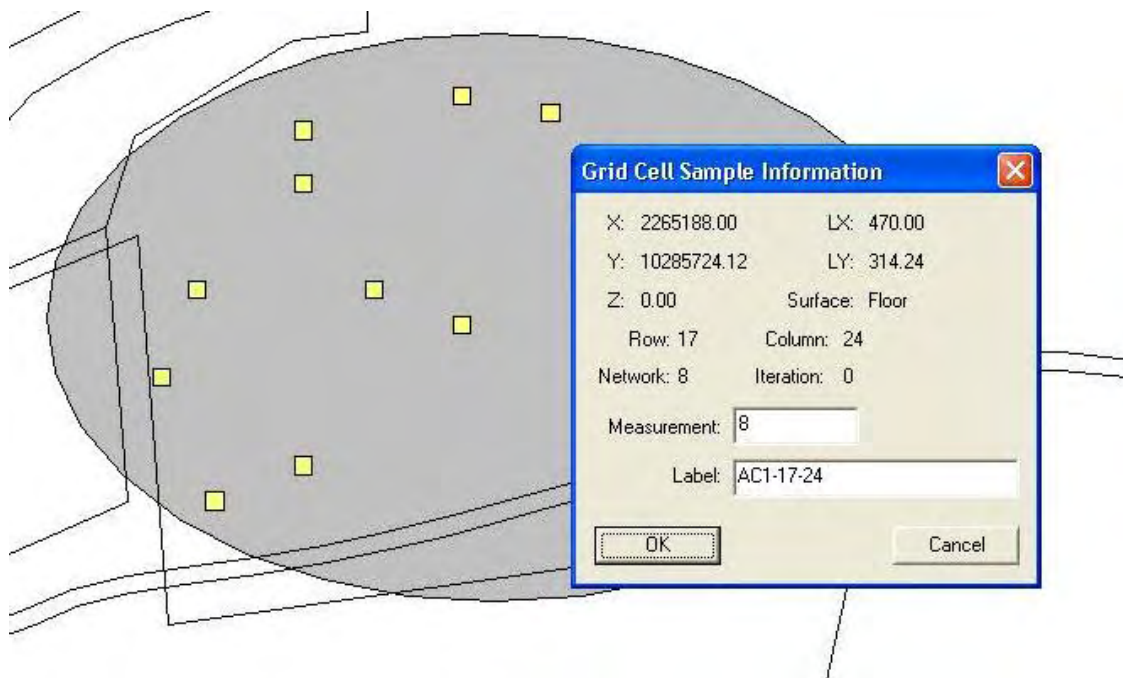 Grid Cell Sample Information
X: 2265188.00 LX: 470.00
Y: 10285724.12 LY: 314.24
Z: 0.00 Surface: Floor
Row: 17 Column: 24
Network: 8 Iteration: 0
Measurement: 8
Label: AC1-17-24
OK Cancel